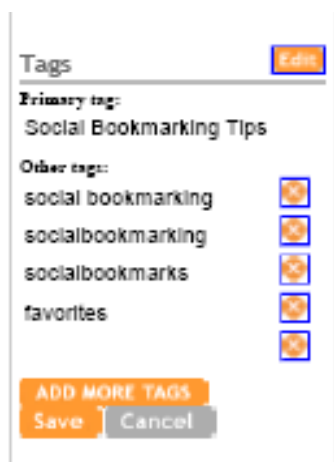 Tags Edit
Primary tag:
Social Bookmarking Tips
Other tags:
social bookmarking
socialbookmarking
socialbookmarks
favorites
ADD MORE TAGS
Save Cancel